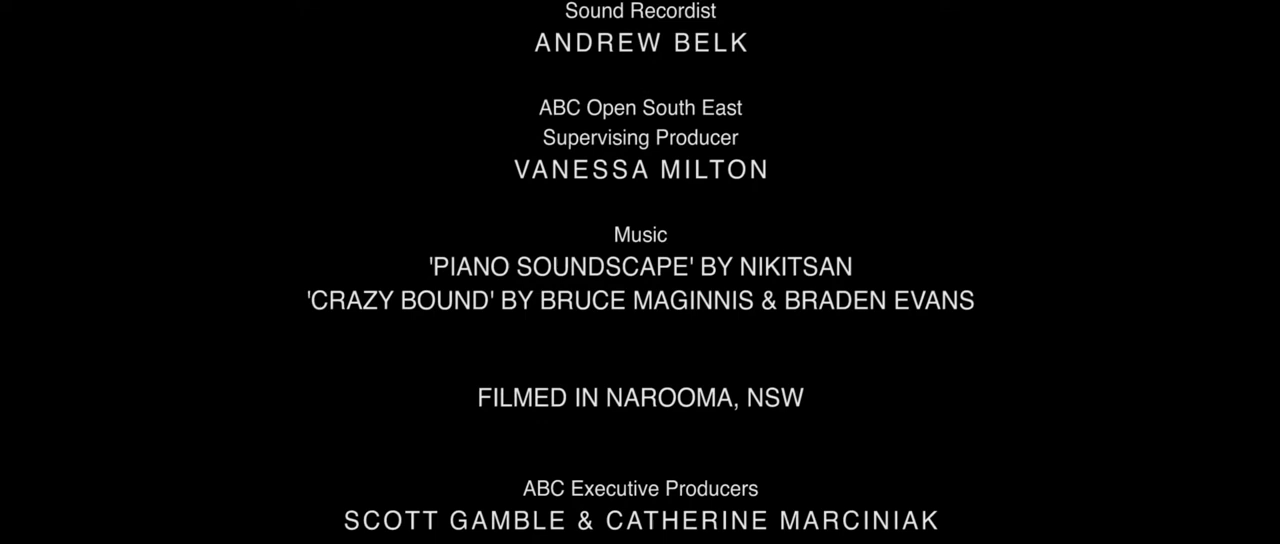 Sound Recordist
ANDREW BELK
ABC Open South East
Supervising Producer
VANESSA MILTON
Music
'PIANO SOUNDSCAPE' BY NIKITSAN
'CRAZY BOUND' BY BRUCE MAGINNIS & BRADEN EVANS
FILMED IN NAROOMA, NSW
ABC Executive Producers
SCOTT GAMBLE & CATHERINE MARCINIAK